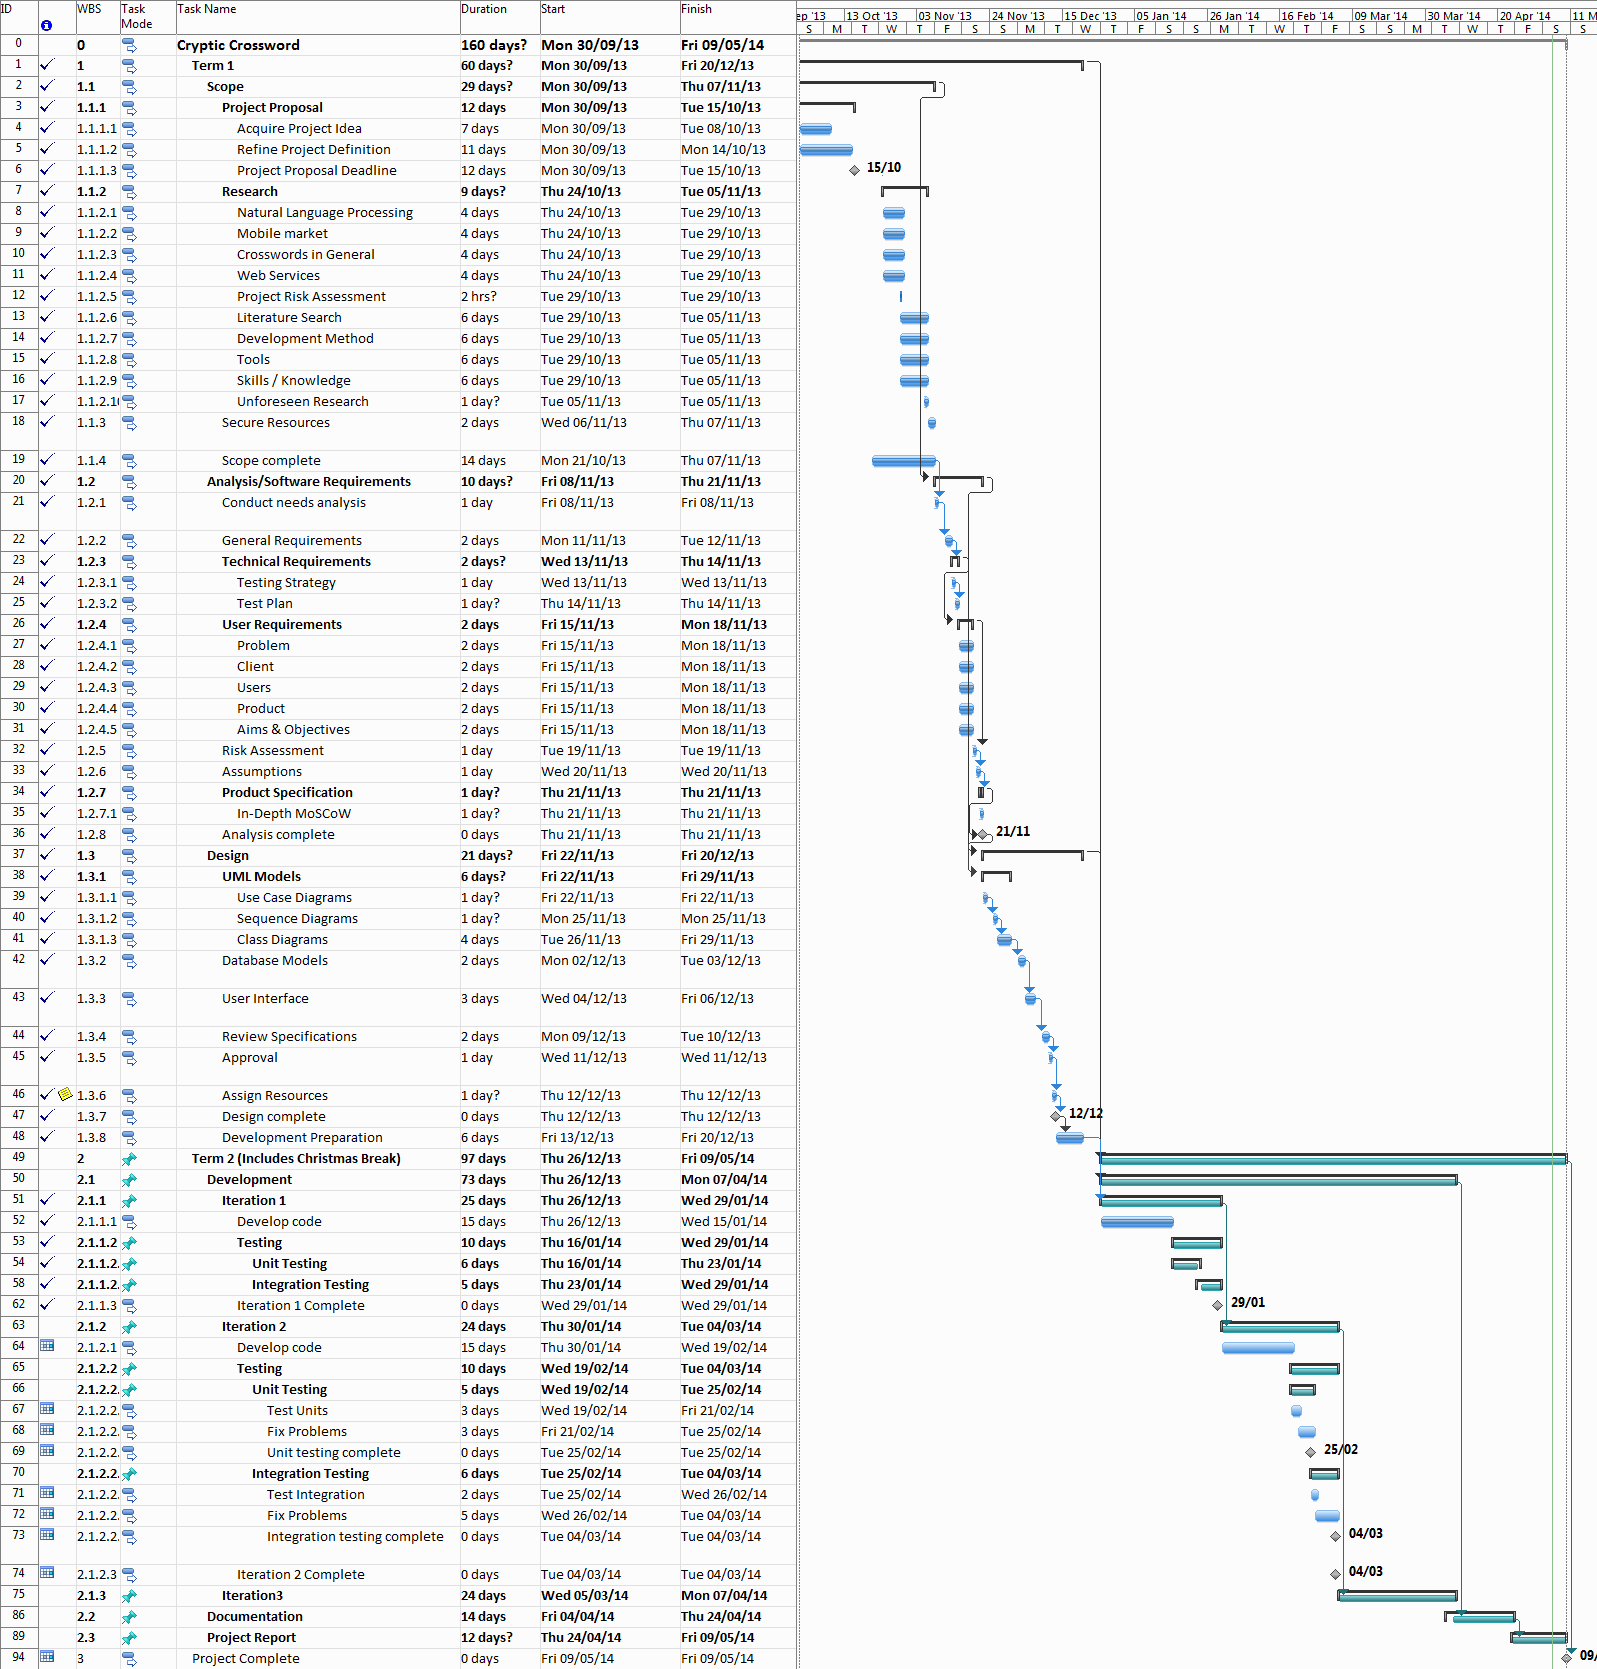 ID WBS Task Mode Task Name Duration Start Finish
ep '13 13 Oct '13 03 Nov '13 24 Nov '13 15 Dec '13 05 Jan '14 26 Jan '14 16 Feb '14 09 Mar '14 30 Mar '14 20 Apr '14 11 M
S M T W F S S M T W T F S S M T W T F S
0 0 Cryptic Crossword 160 days? Mon 30/09/13 Fri 09/05/14
1 1 Term 1 60 days? Mon 30/09/13 Fri 20/12/13
2 1.1 Scope 29 days? Mon 30/09/13 Thu 07/11/13
3 1.1.1 Project Proposal 12 days Mon 30/09/13 Tue 15/10/13
4 1.1.1.1 Acquire Project Idea 7 days Mon 30/09/13 Tue 08/10/13
5 1.1.1.2 Refine Project Definition 11 days Mon 30/09/13 Mon 14/10/13
6 1.1.1.3 Project Proposal Deadline 12 days Mon 30/09/13 Tue 15/10/13 15/10
7 1.1.2 Research 9 days? Thu 24/10/13 Tue 05/11/13
8 1.1.2.1 Natural Language Processing 4 days Thu 24/10/13 Tue 29/10/13
9 1.1.2.2 Mobile market 4 days Thu 24/10/13 Tue 29/10/13
10 1.1.2.3 Crosswords in General 4 days Thu 24/10/13 Tue 29/10/13
11 1.1.2.4 Web Services 4 days Thu 24/10/13 Tue 29/10/13
12 1.1.2.5 Project Risk Assessment 2 hrs? Tue 29/10/13 Tue 29/10/13
13 1.1.2.6 Literature Search 6 days Tue 29/10/13 Tue 05/11/13
14 1.1.2.7 Development Method 6 days Tue 29/10/13 Tue 05/11/13
15 1.1.2.8 Tools 6 days Tue 29/10/13 Tue 05/11/13
16 1.1.2.9 Skills / Knowledge 6 days Tue 29/10/13 Tue 05/11/13
17 1.1.2.10 Unforeseen Research 1 day? Tue 05/11/13 Tue 05/11/13
18 1.1.3 Secure Resources 2 days Wed 06/11/13 Thu 07/11/13
19 1.1.4 Scope complete 14 days Mon 21/10/13 Thu 07/11/13
20 1.2 Analysis/Software Requirements 10 days? Fri 08/11/13 Thu 21/11/13
21 1.2.1 Conduct needs analysis 1 day Fri 08/11/13 Fri 08/11/13
22 1.2.2 General Requirements 2 days Mon 11/11/13 Tue 12/11/13
23 1.2.3 Technical Requirements 2 days? Wed 13/11/13 Thu 14/11/13
24 1.2.3.1 Testing Strategy 1 day Wed 13/11/13 Wed 13/11/13
25 1.2.3.2 Test Plan 1 day? Thu 14/11/13 Thu 14/11/13
26 1.2.4 User Requirements 2 days Fri 15/11/13 Mon 18/11/13
27 1.2.4.1 Problem 2 days Fri 15/11/13 Mon 18/11/13
28 1.2.4.2 Client 2 days Fri 15/11/13 Mon 18/11/13
29 1.2.4.3 Users 2 days Fri 15/11/13 Mon 18/11/13
30 1.2.4.4 Product 2 days Fri 15/11/13 Mon 18/11/13
31 1.2.4.5 Aims & Objectives 2 days Fri 15/11/13 Mon 18/11/13
32 1.2.5 Risk Assessment 1 day Tue 19/11/13 Tue 19/11/13
33 1.2.6 Assumptions 1 day Wed 20/11/13 Wed 20/11/13
34 1.2.7 Product Specification 1 day? Thu 21/11/13 Thu 21/11/13
35 1.2.7.1 In-Depth MoSCoW 1 day? Thu 21/11/13 Thu 21/11/13
36 1.2.8 Analysis complete 0 days Thu 21/11/13 Thu 21/11/13 21/11
37 1.3 Design 21 days? Fri 22/11/13 Fri 20/12/13
38 1.3.1 UML Models 6 days? Fri 22/11/13 Fri 29/11/13
39 1.3.1.1 Use Case Diagrams 1 day? Fri 22/11/13 Fri 22/11/13
40 1.3.1.2 Sequence Diagrams 1 day? Mon 25/11/13 Mon 25/11/13
41 1.3.1.3 Class Diagrams 4 days Tue 26/11/13 Fri 29/11/13
42 1.3.2 Database Models 2 days Mon 02/12/13 Tue 03/12/13
43 1.3.3 User Interface 3 days Wed 04/12/13 Fri 06/12/13
44 1.3.4 Review Specifications 2 days Mon 09/12/13 Tue 10/12/13
45 1.3.5 Approval 1 day Wed 11/12/13 Wed 11/12/13
46 1.3.6 Assign Resources 1 day? Thu 12/12/13 Thu 12/12/13
47 1.3.7 Design complete 0 days Thu 12/12/13 Thu 12/12/13 12/12
48 1.3.8 Development Preparation 6 days Fri 13/12/13 Fri 20/12/13
49 2 Term 2 (Includes Christmas Break) 97 days Thu 26/12/13 Fri 09/05/14
50 2.1 Development 73 days Thu 26/12/13 Mon 07/04/14
51 2.1.1 Iteration 1 25 days Thu 26/12/13 Wed 29/01/14
52 2.1.1.1 Develop code 15 days Thu 26/12/13 Wed 15/01/14
53 2.1.1.2 Testing 10 days Thu 16/01/14 Wed 29/01/14
54 2.1.1.2. Unit Testing 6 days Thu 16/01/14 Thu 23/01/14
58 2.1.1.2. Integration Testing 5 days Thu 23/01/14 Wed 29/01/14
62 2.1.1.3 Iteration 1 Complete 0 days Wed 29/01/14 Wed 29/01/14 29/01
63 2.1.2 Iteration 2 24 days Thu 30/01/14 Tue 04/03/14
64 2.1.2.1 Develop code 15 days Thu 30/01/14 Wed 19/02/14
65 2.1.2.2 Testing 10 days Wed 19/02/14 Tue 04/03/14
66 2.1.2.2. Unit Testing 5 days Wed 19/02/14 Tue 25/02/14
67 2.1.2.2. Test Units 3 days Wed 19/02/14 Fri 21/02/14
68 2.1.2.2. Fix Problems 3 days Fri 21/02/14 Tue 25/02/14
69 2.1.2.2. Unit testing complete 0 days Tue 25/02/14 Tue 25/02/14 25/02
70 2.1.2.2. Integration Testing 6 days Tue 25/02/14 Tue 04/03/14
71 2.1.2.2. Test Integration 2 days Tue 25/02/14 Wed 26/02/14
72 2.1.2.2. Fix Problems 5 days Wed 26/02/14 Tue 04/03/14
73 2.1.2.2. Integration testing complete 0 days Tue 04/03/14 Tue 04/03/14 04/03
74 2.1.2.3 Iteration 2 Complete 0 days Tue 04/03/14 Tue 04/03/14 04/03
75 2.1.3 Iteration3 24 days Wed 05/03/14 Mon 07/04/14
86 2.2 Documentation 14 days Fri 04/04/14 Thu 24/04/14
89 2.3 Project Report 12 days? Thu 24/04/14 Fri 09/05/14
94 3 Project Complete 0 days Fri 09/05/14 Fri 09/05/14 09/